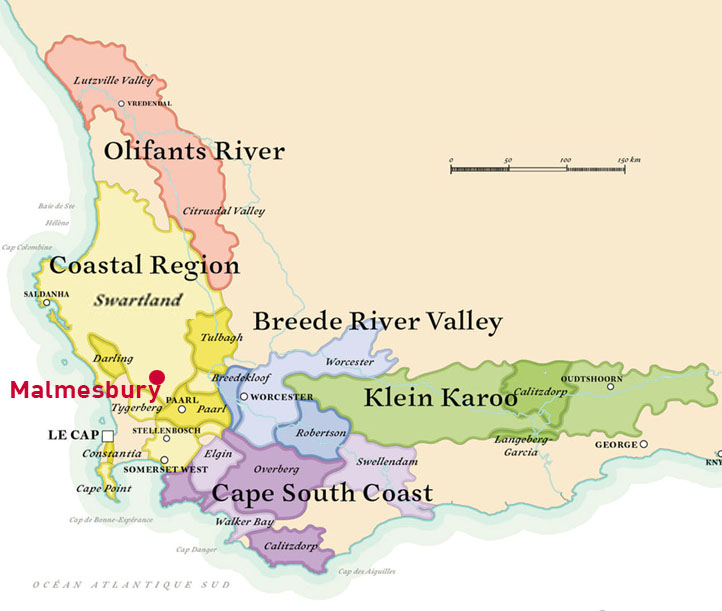 Lutzville Valley
VREDENDAL
Olifants River
0 50 100 150 km
Citrusdal Valley
Baie de Ste
Hélène
Cap Colombine
Coastal Region
SALDANHA
Swartland
Breede River Valley
Tulbagh
Darling
Worcester
Malmesbury
Breedekloof
OUDTSHOORN
Calitzdorp
Klein Karoo
WORCESTER
PAARL
Tygerberg
Paarl
STELLENBOSCH
Robertson
LE CAP
Langeberg-
Garcia
GEORGE
Constantia
Elgin
Swellendam
KNY
SOMERSET WEST
Overberg
Cape Point
Cape South Coast
Cap de Bonne-Espérance
Walker Bay
Cap Danger
Calitzdorp
Cap des Aiguilles
OCÉAN ATLANTIQUE SUD